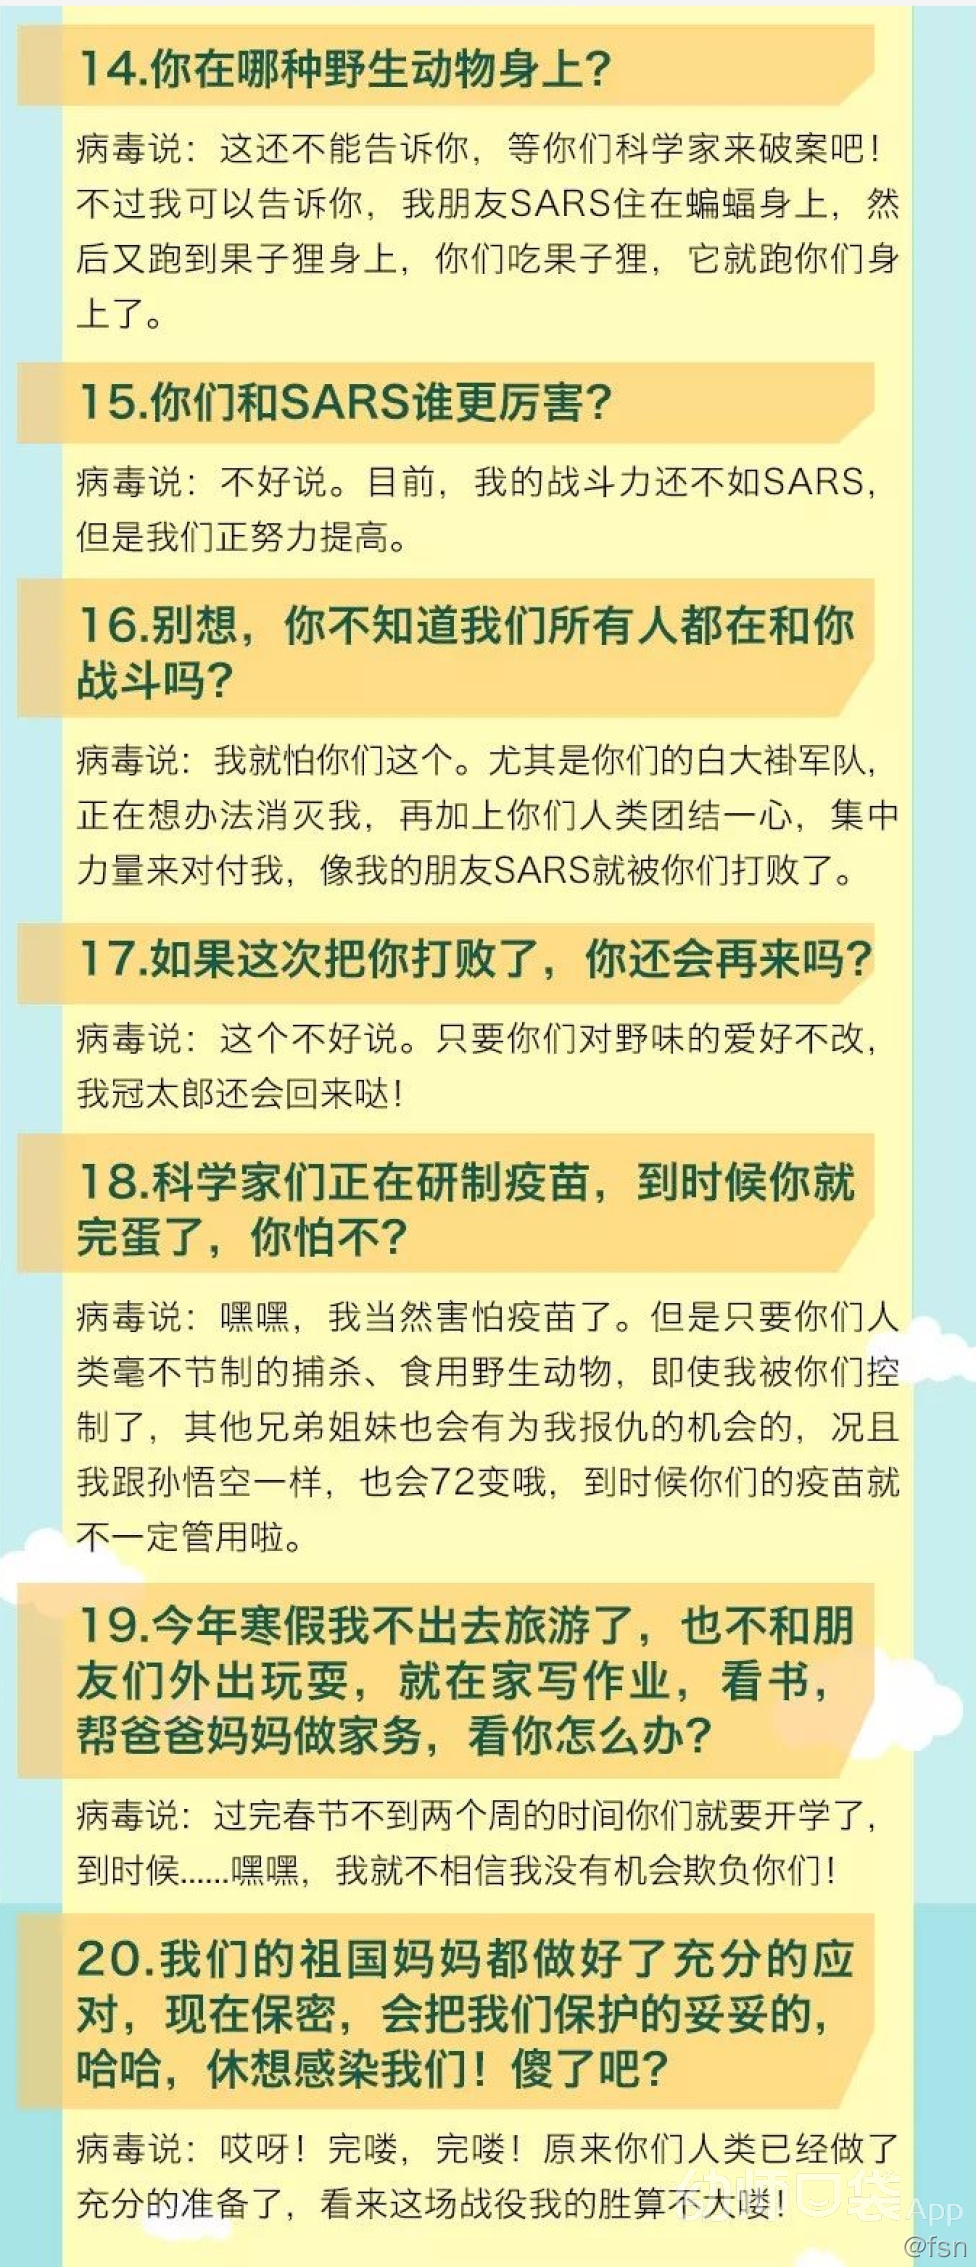 14.你在哪种野生动物身上？
病毒说：这还不能告诉你，等你们科学家来破案吧！
不过我可以告诉你，我朋友SARS住在蝙蝠身上，然
后又跑到果子狸身上，你们吃果子狸，它就跑你们身
上了。
15.你们和SARS谁更厉害？
病毒说：不好说。目前，我的战斗力还不如SARS，
但是我们正努力提高。
16.别想，你不知道我们所有人都在和你
战斗吗？
病毒说：我就怕你们这个。尤其是你们的白大褂军队，
正在想办法消灭我，再加上你们人类团结一心，集中
力量来对付我，像我的朋友SARS就被你们打败了。
17.如果这次把你打败了，你还会再来吗？
病毒说：这个不好说。只要你们对野味的爱好不改，
我冠太郎还会回来哒！
18.科学家们正在研制疫苗，到时候你就
完蛋了，你怕不？
病毒说：嘿嘿，我当然害怕疫苗了。但是只要你们人
类毫不节制的捕杀、食用野生动物，即使我被你们控
制了，其他兄弟姐妹也会有为我报仇的机会的，况且
我跟孙悟空一样，也会72变哦，到时候你们的疫苗就
不一定管用啦。
19.今年寒假我不出去旅游了，也不和朋
友们外出玩耍，就在家写作业，看书，
帮爸爸妈妈做家务，看你怎么办？
病毒说：过完春节不到两个周的时间你们就要开学了，
到时候......嘿嘿，我就不相信我没有机会欺负你们！
20.我们的祖国妈妈都做好了充分的应
对，现在保密，会把我们保护的妥妥的，
哈哈，休想感染我们！傻了吧？
病毒说：哎呀！完喽，完喽！原来你们人类已经做了
充分的准备了，看来这场战役我的胜算不大喽！
幼师口袋App
@fsn